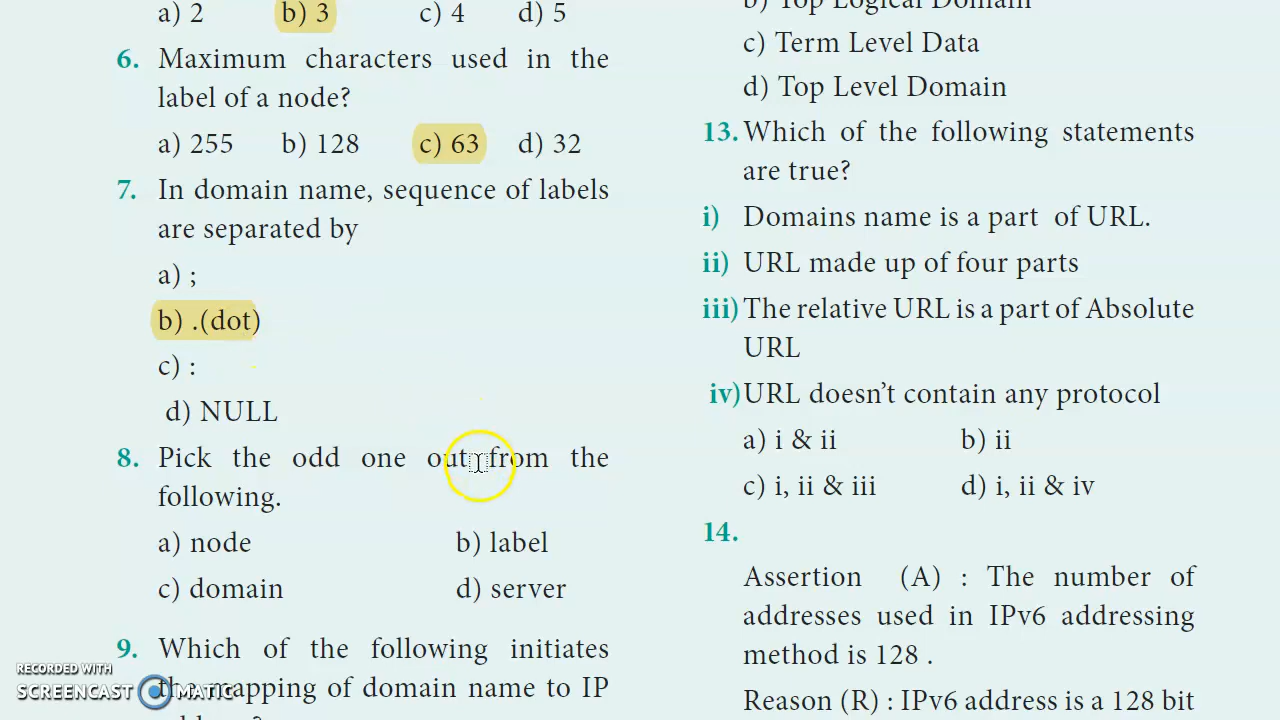 a) 2 b) 3 c) 4 d) 5
6. Maximum characters used in the
label of a node?
a) 255 b) 128 c) 63 d) 32
7. In domain name, sequence of labels
are separated by
a) ;
b) .(dot)
c) :
d) NULL
8. Pick the odd one out from the
following.
a) node b) label
c) domain d) server
9. Which of the following initiates
the mapping of domain name to IP
RECORDED WITH
SCREENCAST MATIC
b) Top Logical Domain
c) Term Level Data
d) Top Level Domain
13. Which of the following statements
are true?
i) Domains name is a part of URL.
ii) URL made up of four parts
iii) The relative URL is a part of Absolute
URL
iv) URL doesn't contain any protocol
a) i & ii b) ii
c) i, ii & iii d) i, ii & iv
14.
Assertion (A) : The number of
addresses used in IPv6 addressing
method is 128 .
Reason (R) : IPv6 address is a 128 bit